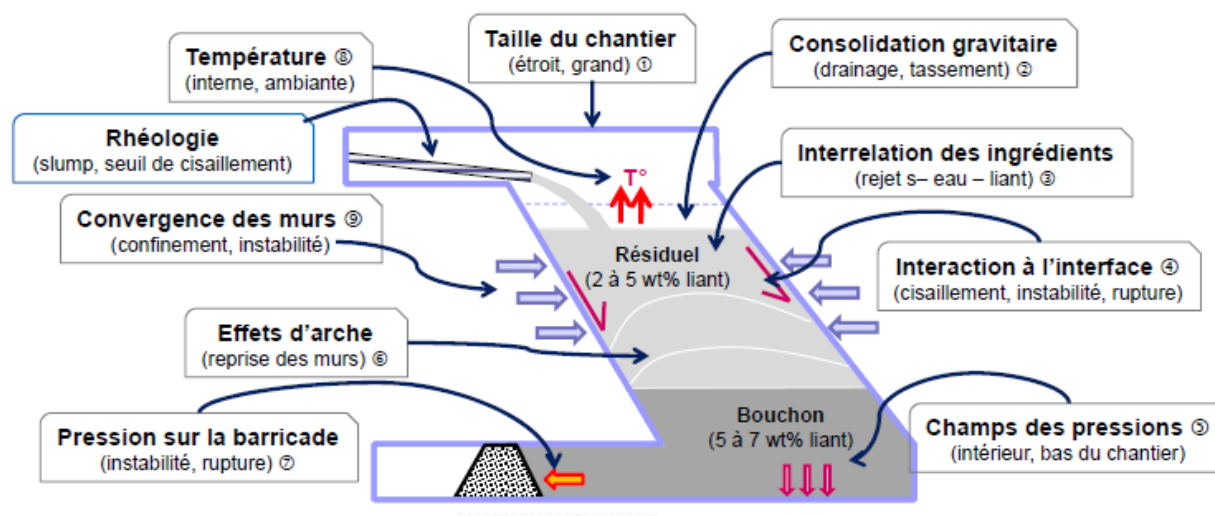 Température ⑧
(interne, ambiante)
Taille du chantier
(étroit, grand) ①
Consolidation gravitaire
(drainage, tassement) ②
Rhéologie
(slump, seuil de cisaillement)
Interrelation des ingrédients
(rejet s– eau – liant) ③
T°
Convergence des murs ⑨
(confinement, instabilité)
Résiduel
(2 à 5 wt% liant)
Interaction à l’interface ④
(cisaillement, instabilité, rupture)
Effets d’arche
(reprise des murs) ⑥
Bouchon
(5 à 7 wt% liant)
Pression sur la barricade
(instabilité, rupture) ⑦
Champs des pressions ⑤
(intérieur, bas du chantier)